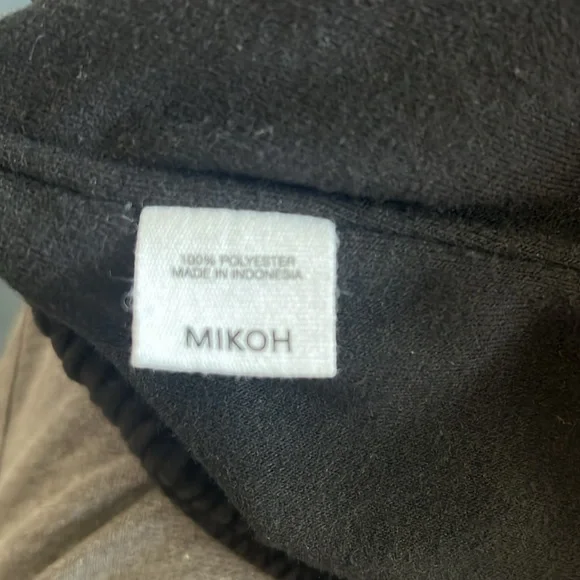 100% POLYESTER
MADE IN INDONESIA
MIKOH